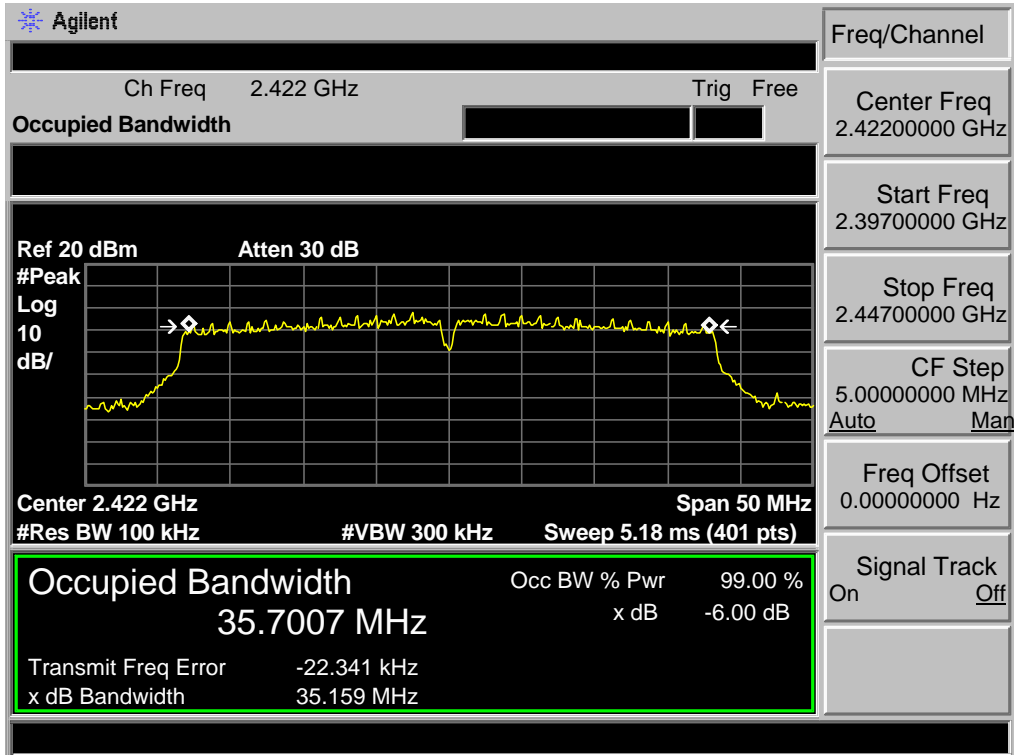 Agilent
Freq/Channel
Ch Freq 2.422 GHz Trig Free
Occupied Bandwidth
Center Freq
2.42200000 GHz
Start Freq
2.39700000 GHz
Ref 20 dBm Atten 30 dB
#Peak
Log
10
dB/
Stop Freq
2.44700000 GHz
CF Step
5.00000000 MHz
Auto Man
Freq Offset
0.00000000 Hz
Center 2.422 GHz Span 50 MHz
#Res BW 100 kHz #VBW 300 kHz Sweep 5.18 ms (401 pts)
Signal Track
On Off
Occupied Bandwidth Occ BW % Pwr 99.00 %
35.7007 MHz x dB -6.00 dB
Transmit Freq Error -22.341 kHz
x dB Bandwidth 35.159 MHz